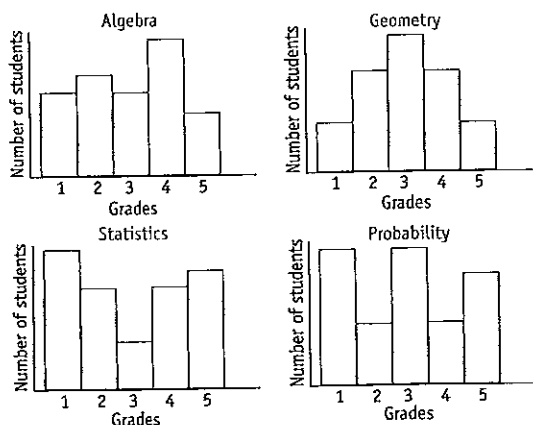 Algebra
Number of students
1 2 3 4 5
Grades
Geometry
Number of students
1 2 3 4 5
Grades
Statistics
Number of students
1 2 3 4 5
Grades
Probability
Number of students
1 2 3 4 5
Grades